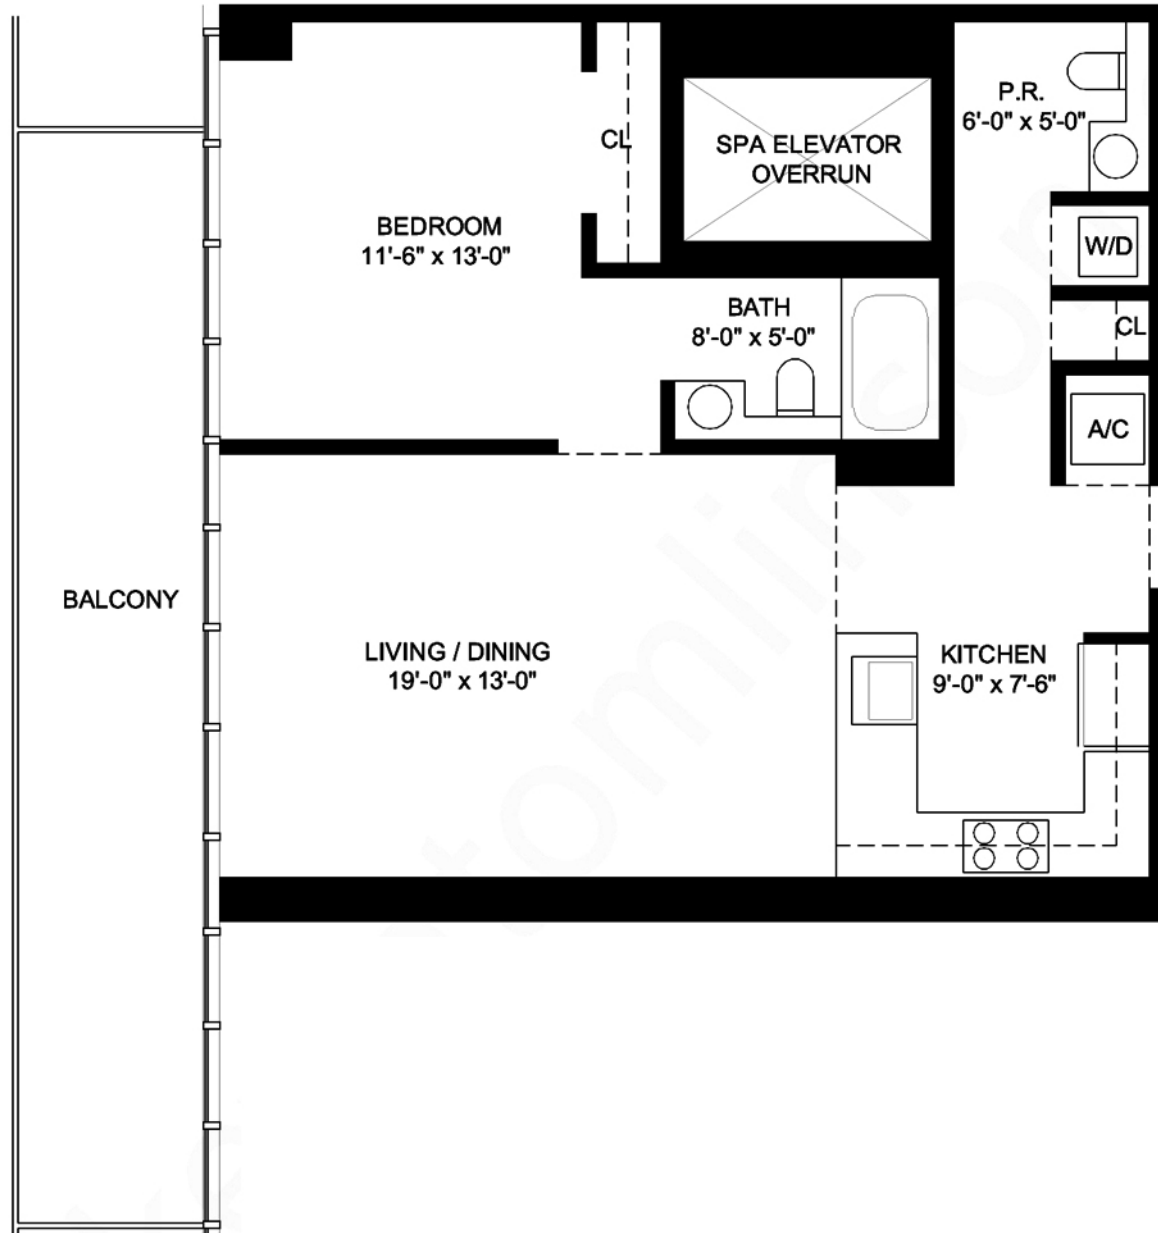 P.R.
6'-0" x 5'-0"
CL
SPA ELEVATOR
OVERRUN
BEDROOM
11'-6" x 13'-0"
W/D
BATH
8'-0" x 5'-0"
CL
A/C
BALCONY
LIVING / DINING
19'-0" x 13'-0"
KITCHEN
9'-0" x 7'-6"